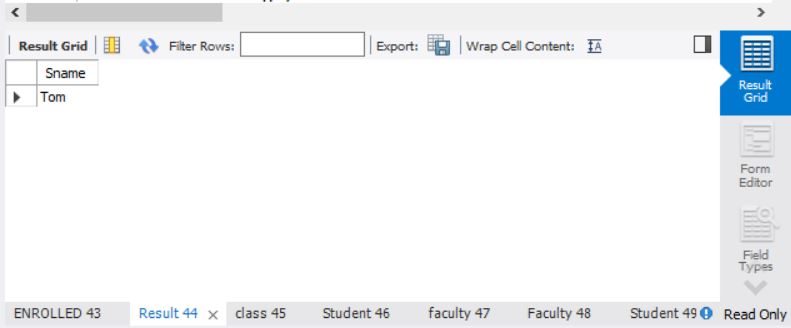 Result Grid Filter Rows: Export: Wrap Cell Content: IA
Sname
Tom
Result
Grid
Form
Editor
Field
Types
ENROLLED 43 Result 44 × class 45 Student 46 faculty 47 Faculty 48 Student 49 Read Only